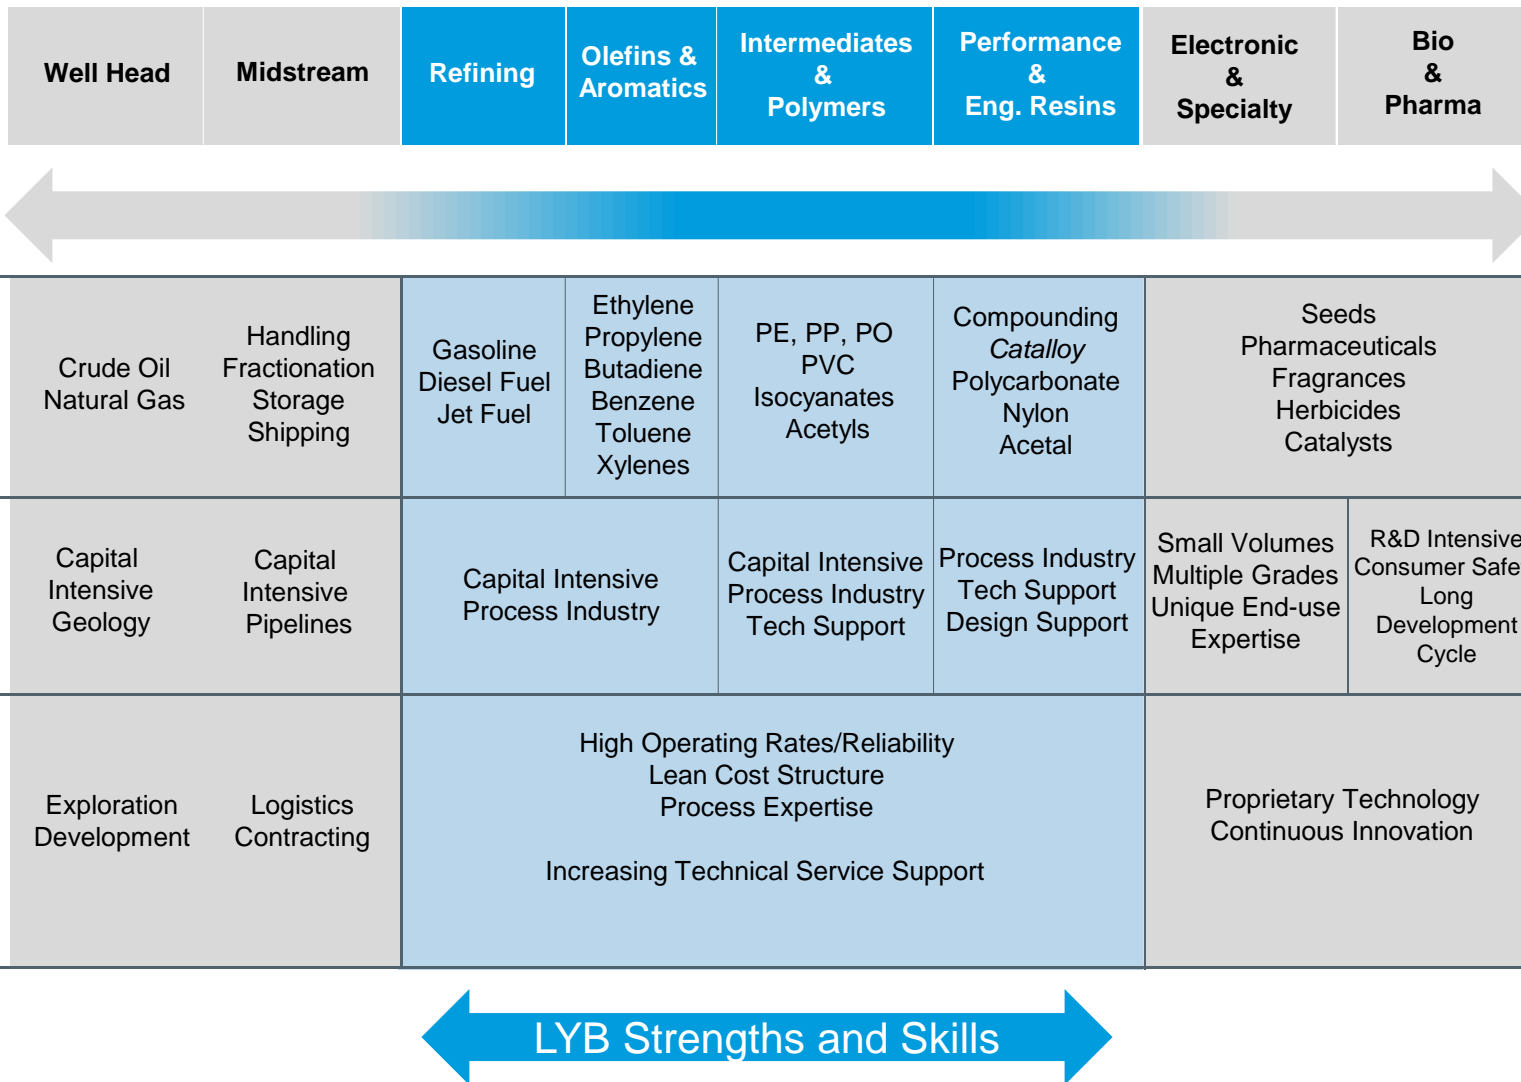 Well Head
Midstream
Refining
Olefins &
Aromatics
Intermediates
&
Polymers
Performance
&
Eng. Resins
Electronic
&
Specialty
Bio
&
Pharma
Crude Oil
Natural Gas
Handling
Fractionation
Storage
Shipping
Gasoline
Diesel Fuel
Jet Fuel
Ethylene
Propylene
Butadiene
Benzene
Toluene
Xylenes
PE, PP, PO
PVC
Isocyanates
Acetyls
Compounding
Catalloy
Polycarbonate
Nylon
Acetal
Seeds
Pharmaceuticals
Fragrances
Herbicides
Catalysts
Capital
Intensive
Geology
Capital
Intensive
Pipelines
Capital Intensive
Process Industry
Capital Intensive
Process Industry
Tech Support
Process Industry
Tech Support
Design Support
Small Volumes
Multiple Grades
Unique End-use
Expertise
R&D Intensive
Consumer Safe
Long
Development
Cycle
Exploration
Development
Logistics
Contracting
High Operating Rates/Reliability
Lean Cost Structure
Process Expertise
Increasing Technical Service Support
Proprietary Technology
Continuous Innovation
LYB Strengths and Skills